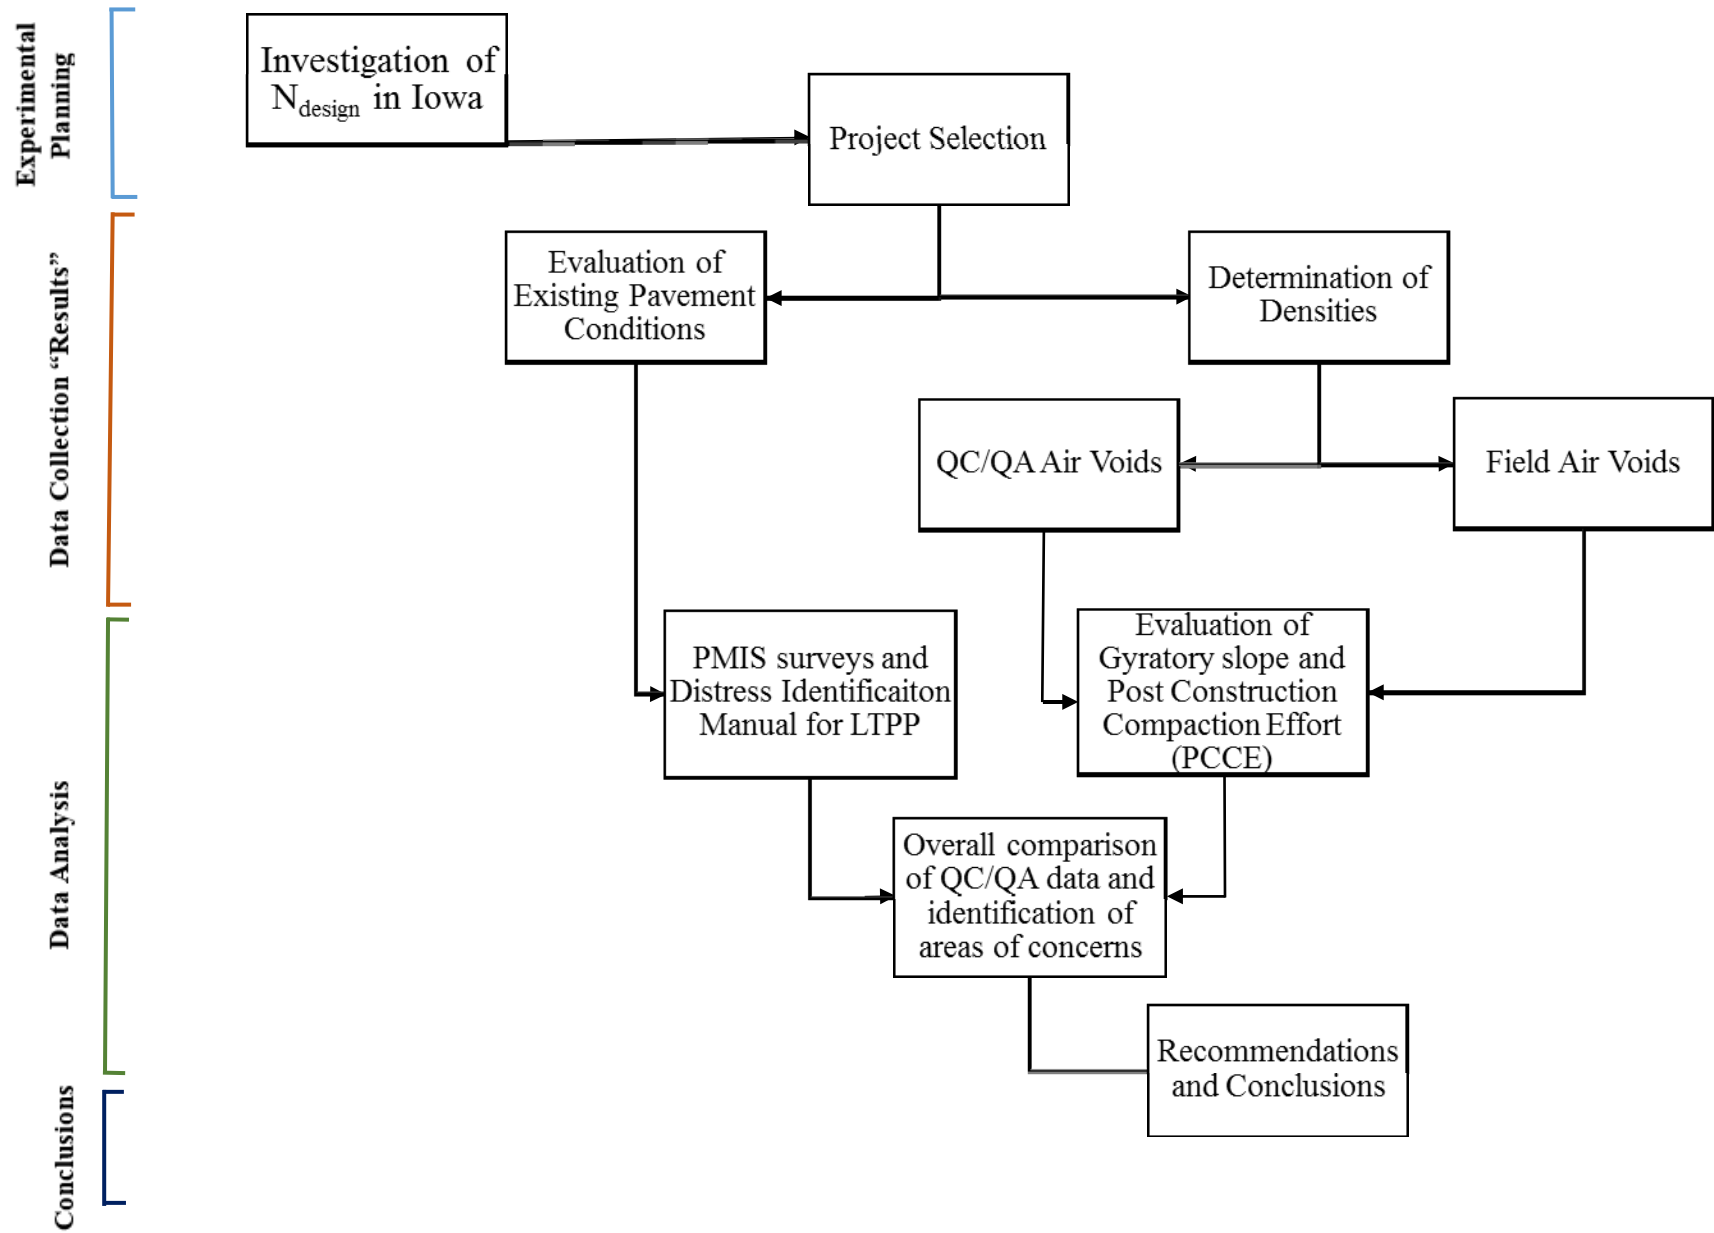 Experimental
Planning
Investigation of
Ndesign in Iowa
Project Selection
Data Collection “Results”
Evaluation of
Existing Pavement
Conditions
Determination of
Densities
QC/QA Air Voids
Field Air Voids
Data Analysis
PMIS surveys and
Distress Identificaiton
Manual for LTPP
Evaluation of
Gyratory slope and
Post Construction
Compaction Effort
(PCCE)
Overall comparison
of QC/QA data and
identification of
areas of concerns
Conclusions
Recommendations
and Conclusions